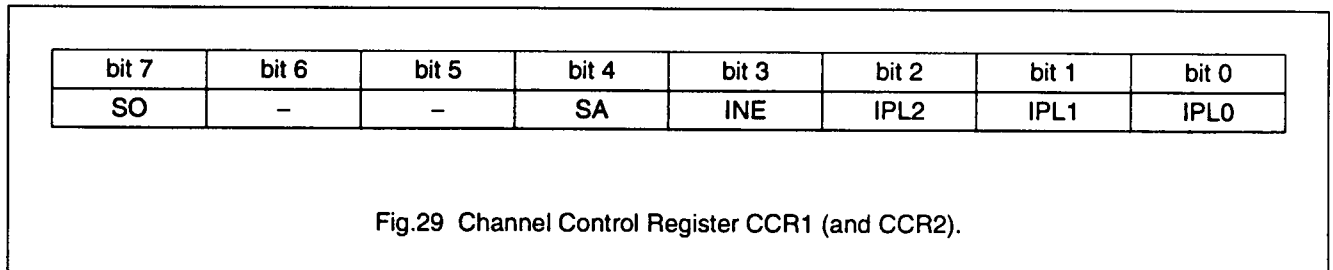 bit 7 bit 6 bit 5 bit 4 bit 3 bit 2 bit 1 bit 0
SO – – SA INE IPL2 IPL1 IPL0
Fig.29 Channel Control Register CCR1 (and CCR2).